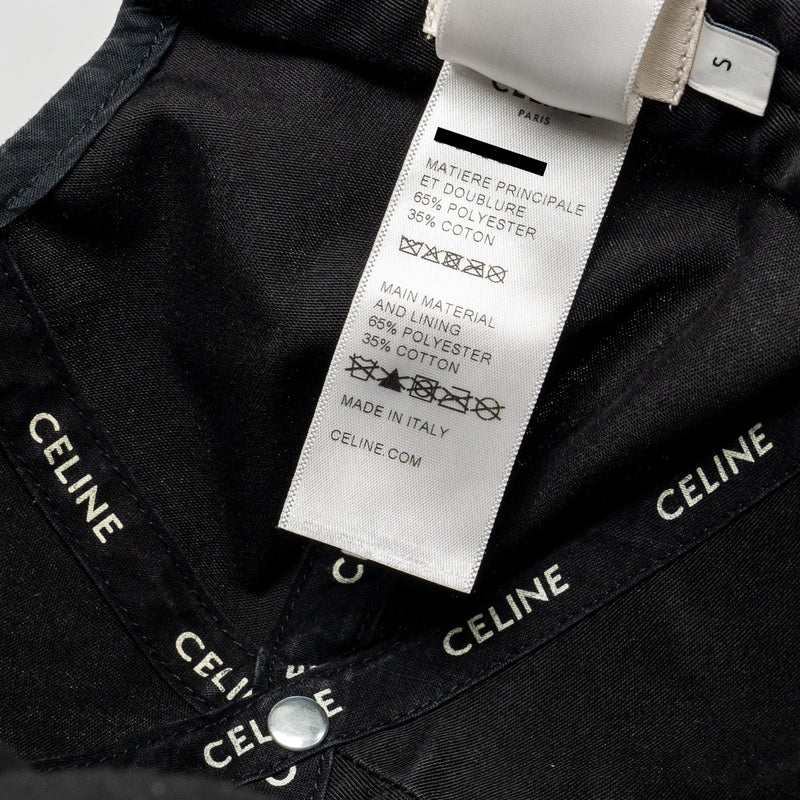 S
CELINE
PARIS
MATIERE PRINCIPALE
ET DOUBLURE
65% POLYESTER
35% COTON
MAIN MATERIAL
AND LINING
65% POLYESTER
35% COTTON
MADE IN ITALY
CELINE.COM
CELINE
CELINE
CELINE